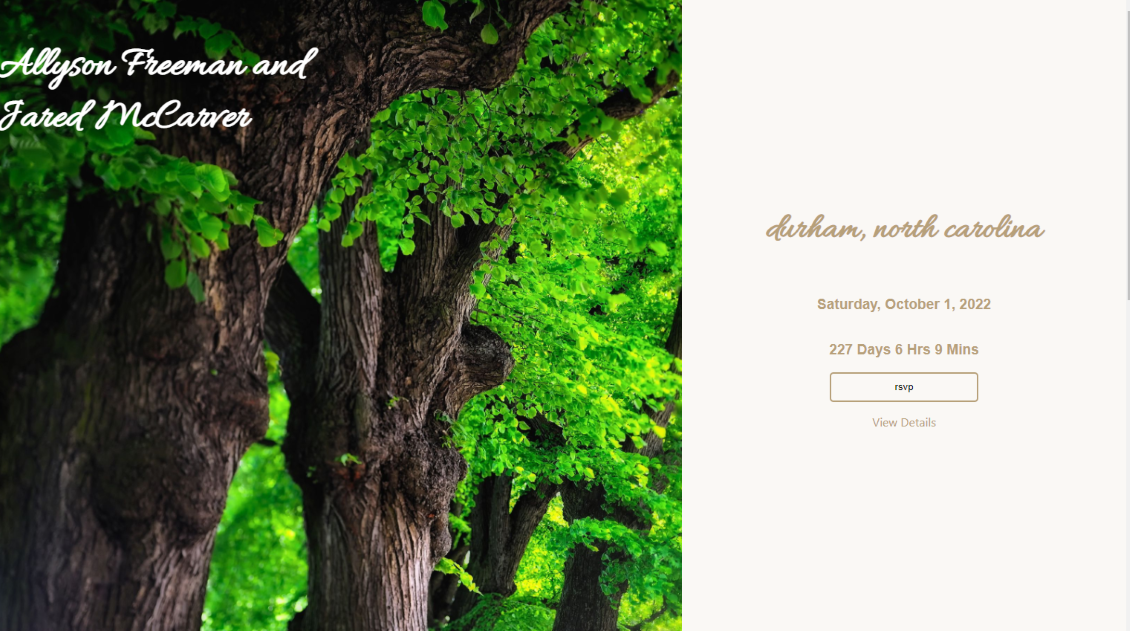 Allyson Freeman and
Jared McCarver
durham, north carolina
Saturday, October 1, 2022
227 Days 6 Hrs 9 Mins
rsvp
View Details